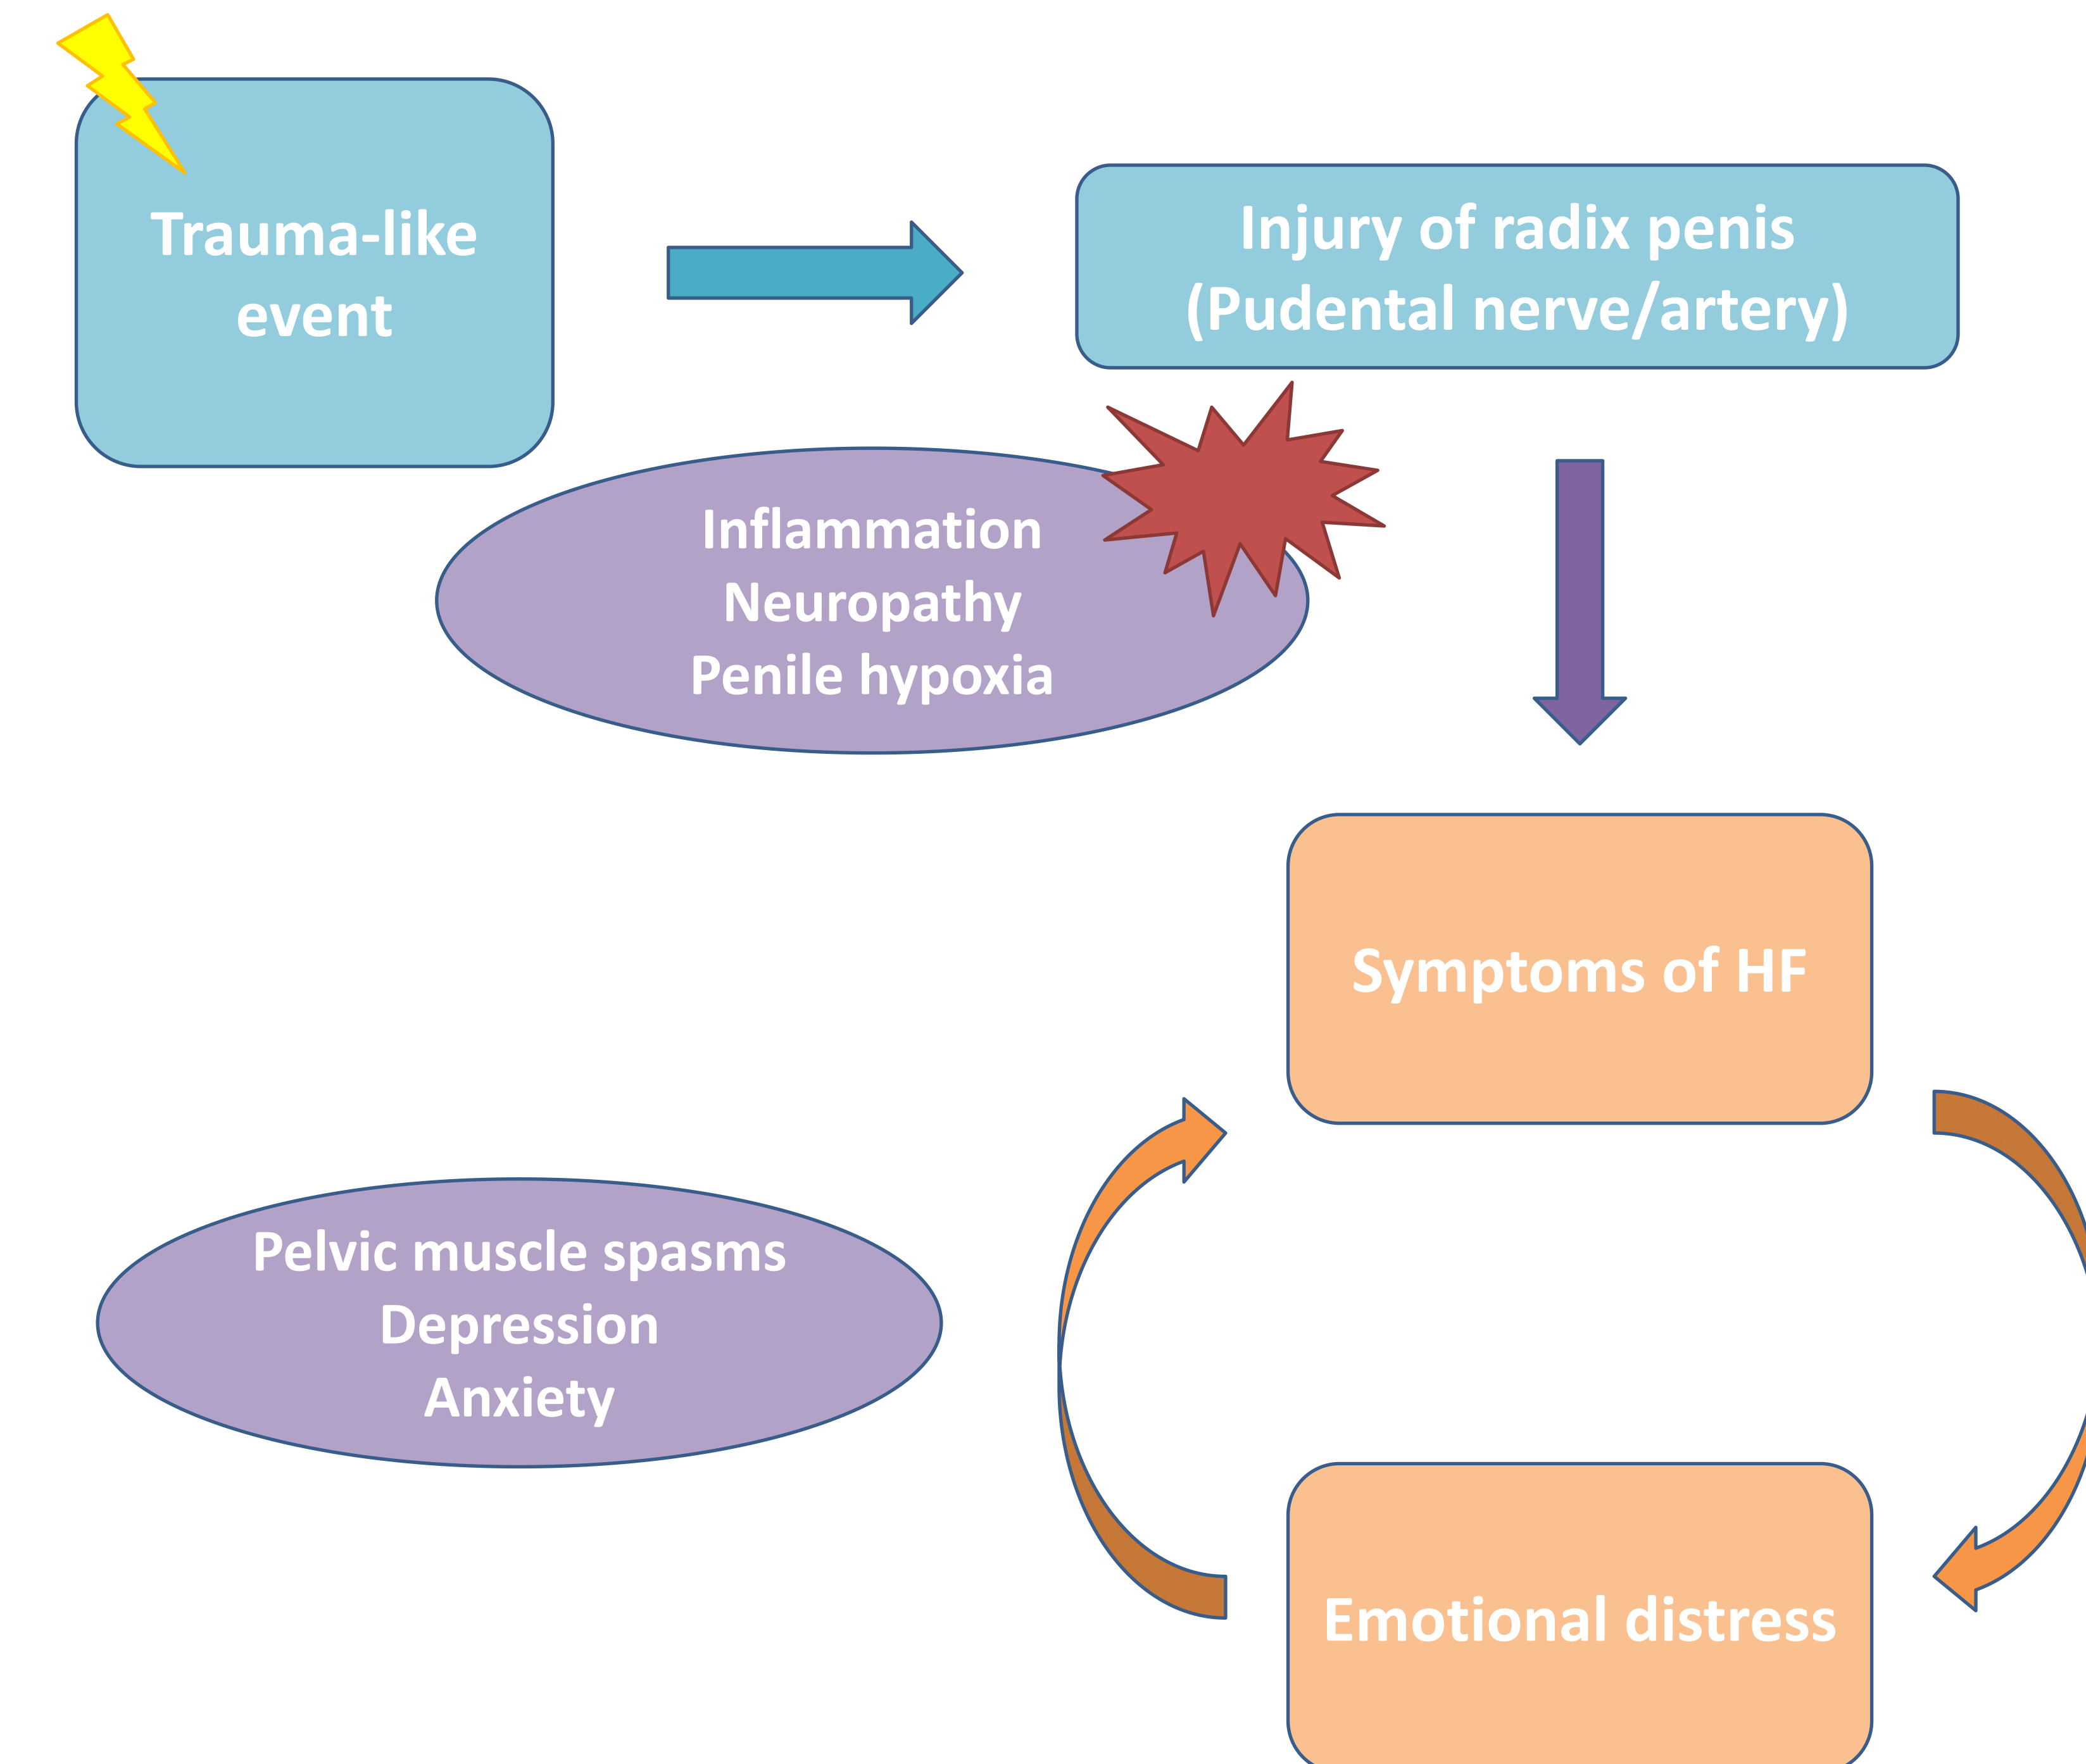 Trauma-like
event
Injury of radix penis
(Pudental nerve/artery)
Inflammation
Neuropathy
Penile hypoxia
Symptoms of HF
Pelvic muscle spasms
Depression
Anxiety
Emotional distress